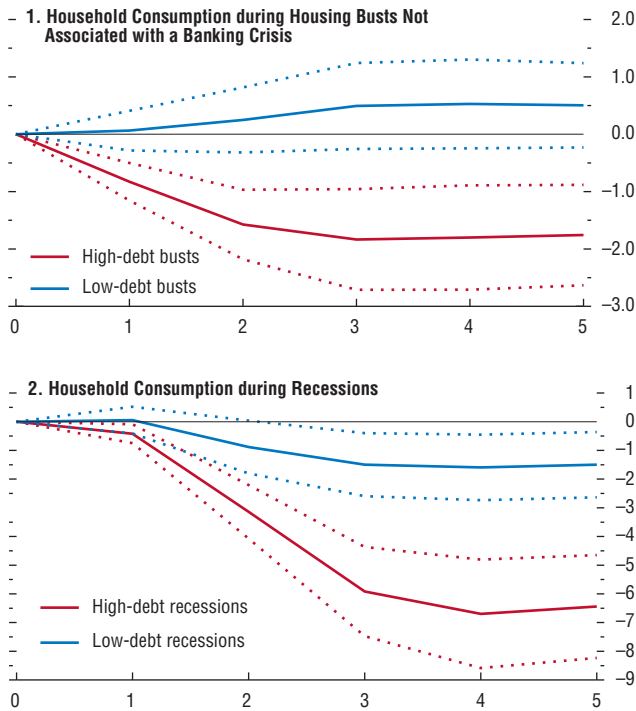 1. Household Consumption during Housing Busts Not
Associated with a Banking Crisis
2.0
1.0
0.0
–1.0
–2.0
–3.0
High-debt busts
Low-debt busts
0 1 2 3 4 5
2. Household Consumption during Recessions
1
0
–1
–2
–3
–4
–5
–6
–7
–8
–9
High-debt recessions
Low-debt recessions
0 1 2 3 4 5